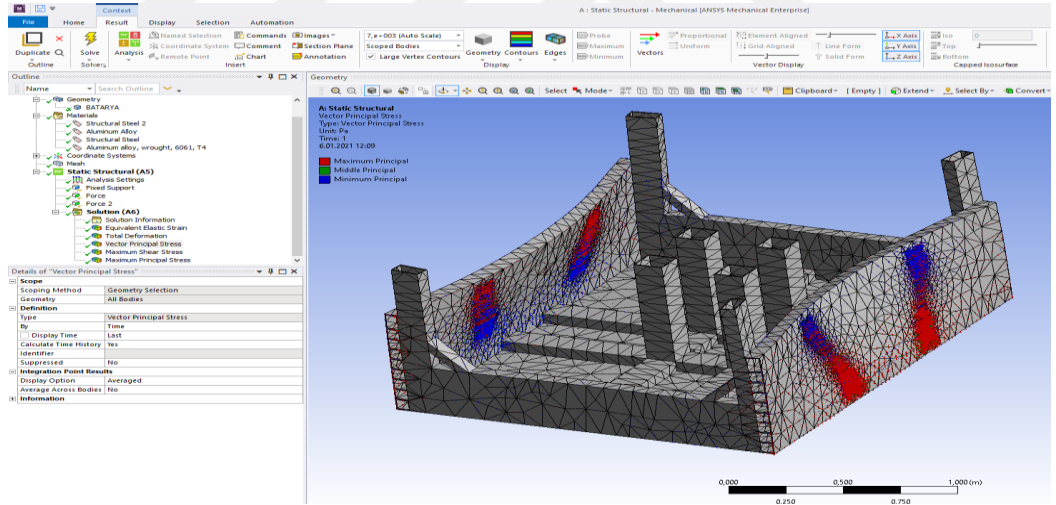 Context
A : Static Structural - Mechanical [ANSYS Mechanical Enterprise]
File Home Result Display Selection Automation
Duplicate
Outline
Solve
Solver
Analysis
Named Selection
Coordinate System
Remote Point
Commands
Comment
Chart
Images
Section Plane
Annotation
Insert
7,e+003 (Auto Scale)
Scoped Bodies
Large Vertex Contours
Geometry Contours Edges
Display
Probe
Maximum
Minimum
Vectors
Proportional
Uniform
Element Aligned
Grid Aligned
Line Form
Solid Form
X Axis
Y Axis
Z Axis
Vector Display
Iso
Top
Bottom
0
Capped Isosurface
Outline
Name Search Outline
Geometry
BATARYA
Materials
Structural Steel 2
Aluminum Alloy
Structural Steel
Aluminum alloy, wrought, 6061, T4
Coordinate Systems
Mesh
Static Structural (A5)
Analysis Settings
Fixed Support
Force
Force 2
Solution (A6)
Solution Information
Equivalent Elastic Strain
Total Deformation
Vector Principal Stress
Maximum Shear Stress
Maximum Principal Stress
Details of "Vector Principal Stress"
Scope
Scoping Method Geometry Selection
Geometry All Bodies
Definition
Type Vector Principal Stress
By Time
Display Time Last
Calculate Time History Yes
Identifier
Suppressed No
Integration Point Results
Display Option Averaged
Average Across Bodies No
Information
Geometry
Select Mode Clipboard [ Empty ] Extend Select By Convert
A: Static Structural
Vector Principal Stress
Type: Vector Principal Stress
Unit: Pa
Time: 1
6.01.2021 12:09
Maximum Principal
Middle Principal
Minimum Principal
0,000 0,500 1,000 (m)
0.250 0.750